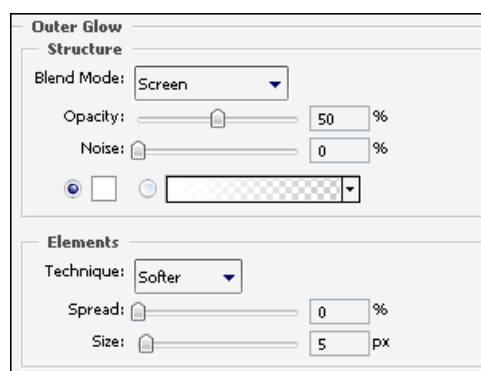 Outer Glow
Structure
Blend Mode: Screen
Opacity: 50 %
Noise: 0 %
Elements
Technique: Softer
Spread: 0 %
Size: 5 px